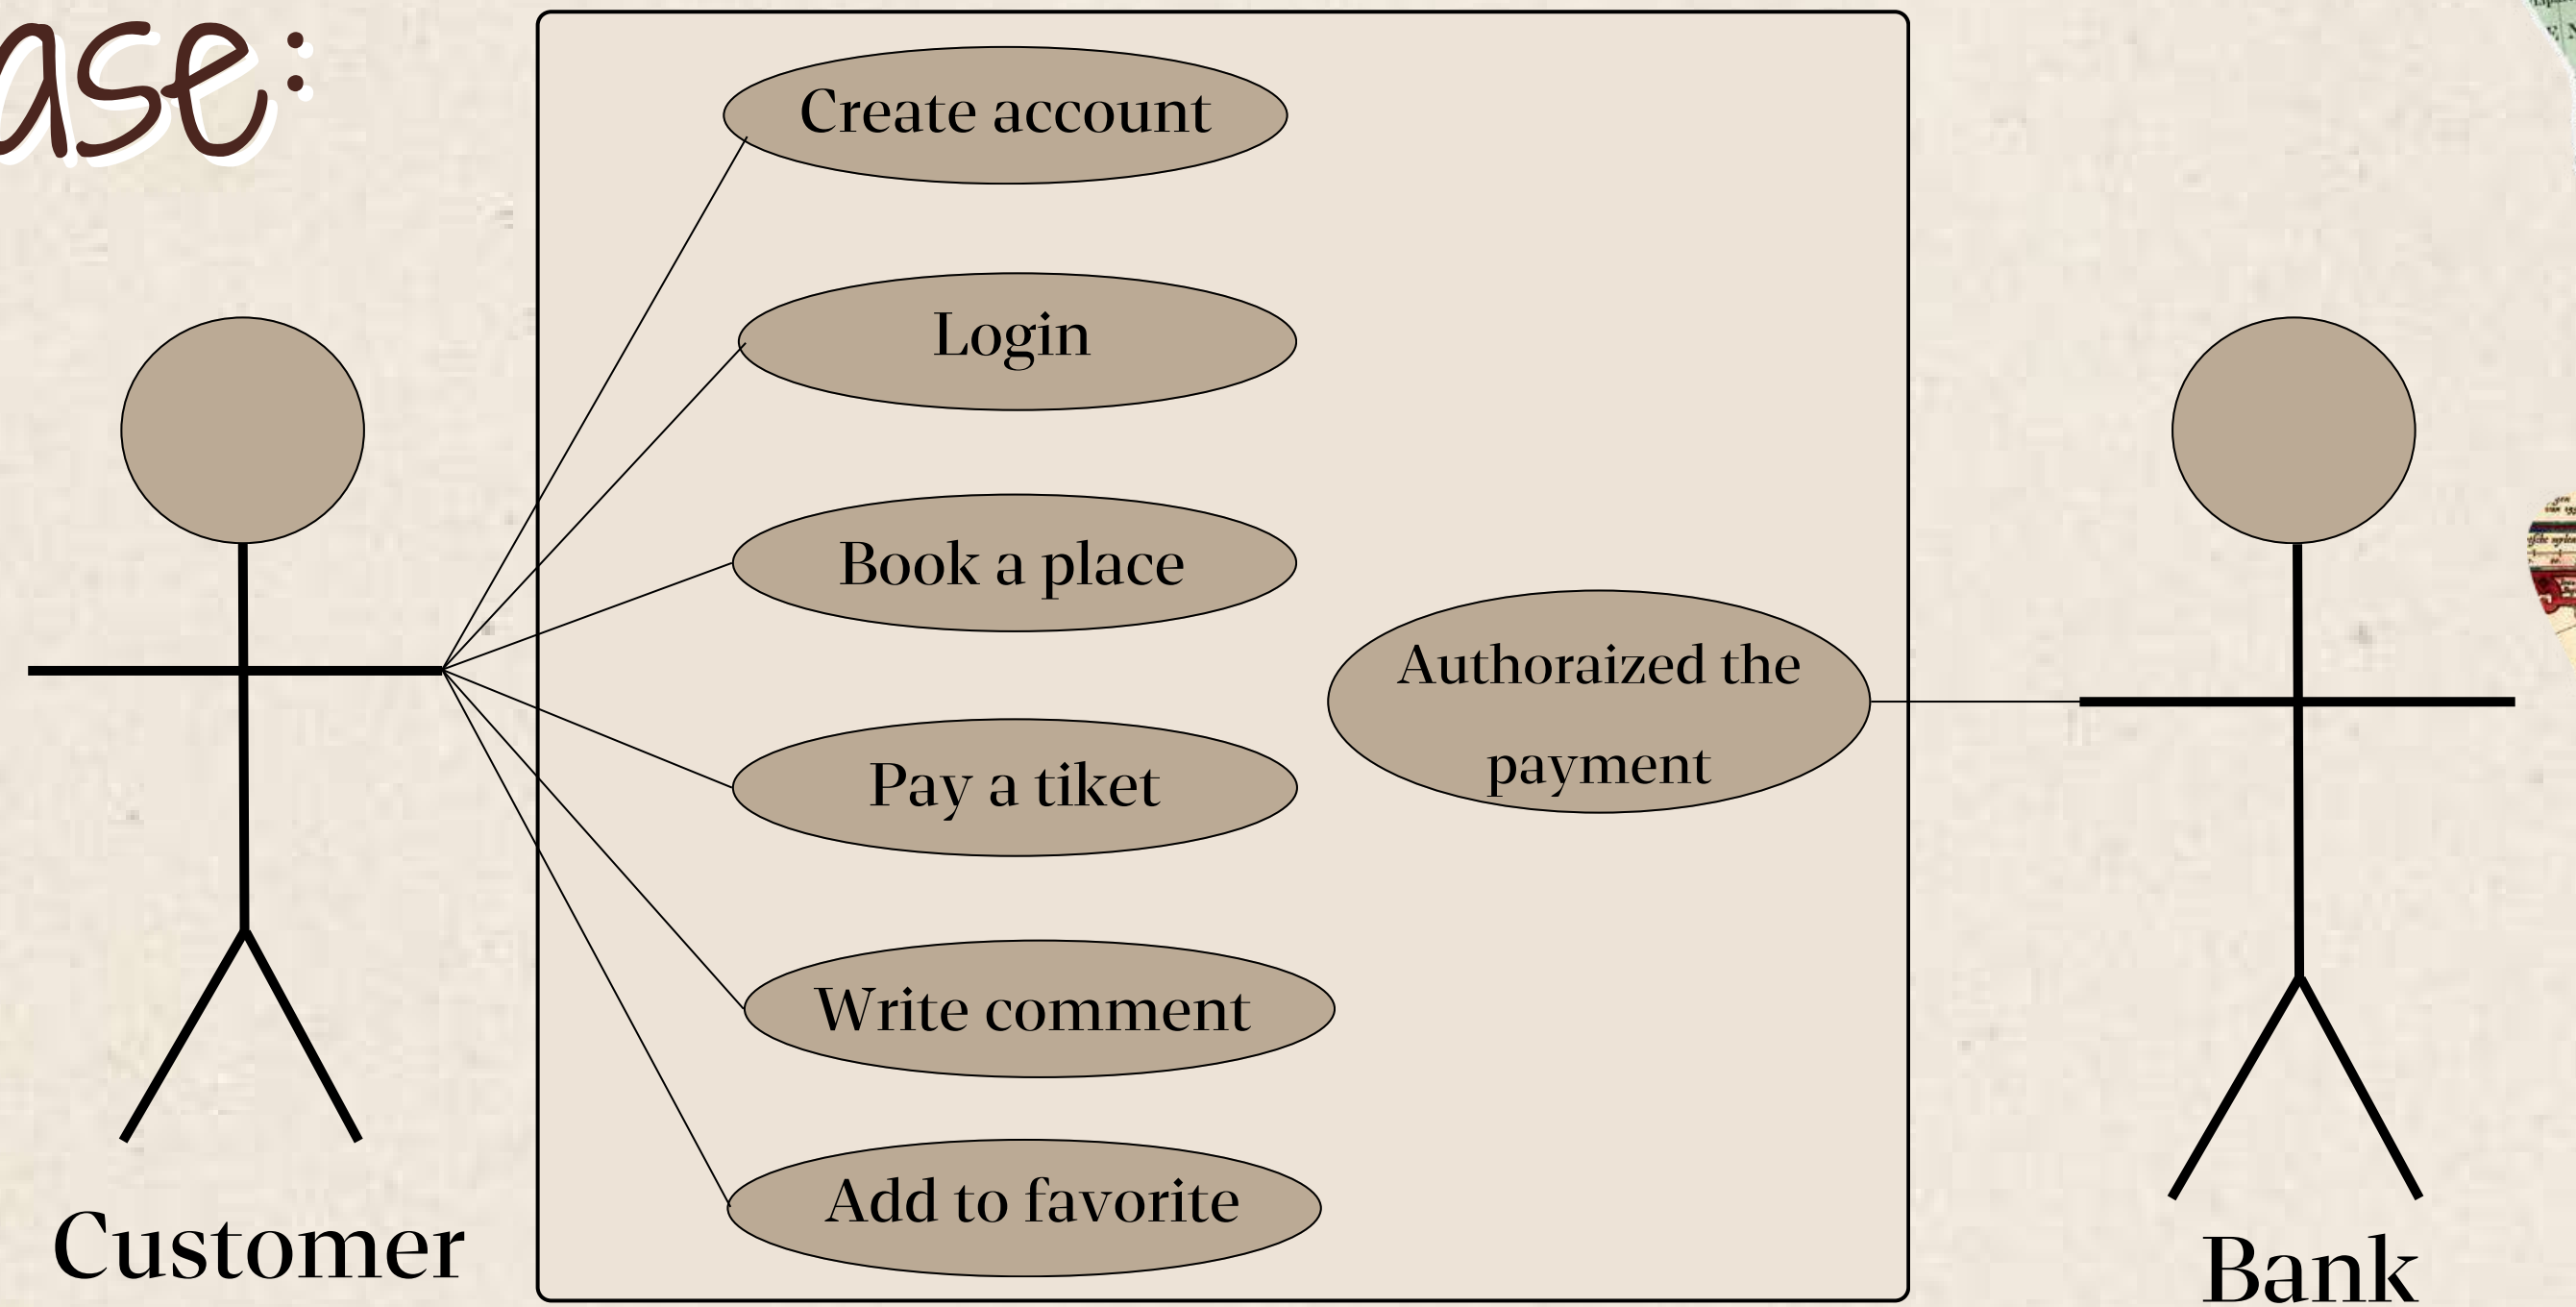 ase:
Create account
Login
Book a place
Authoraized the
payment
Pay a tiket
Write comment
Add to favorite
Customer
Bank